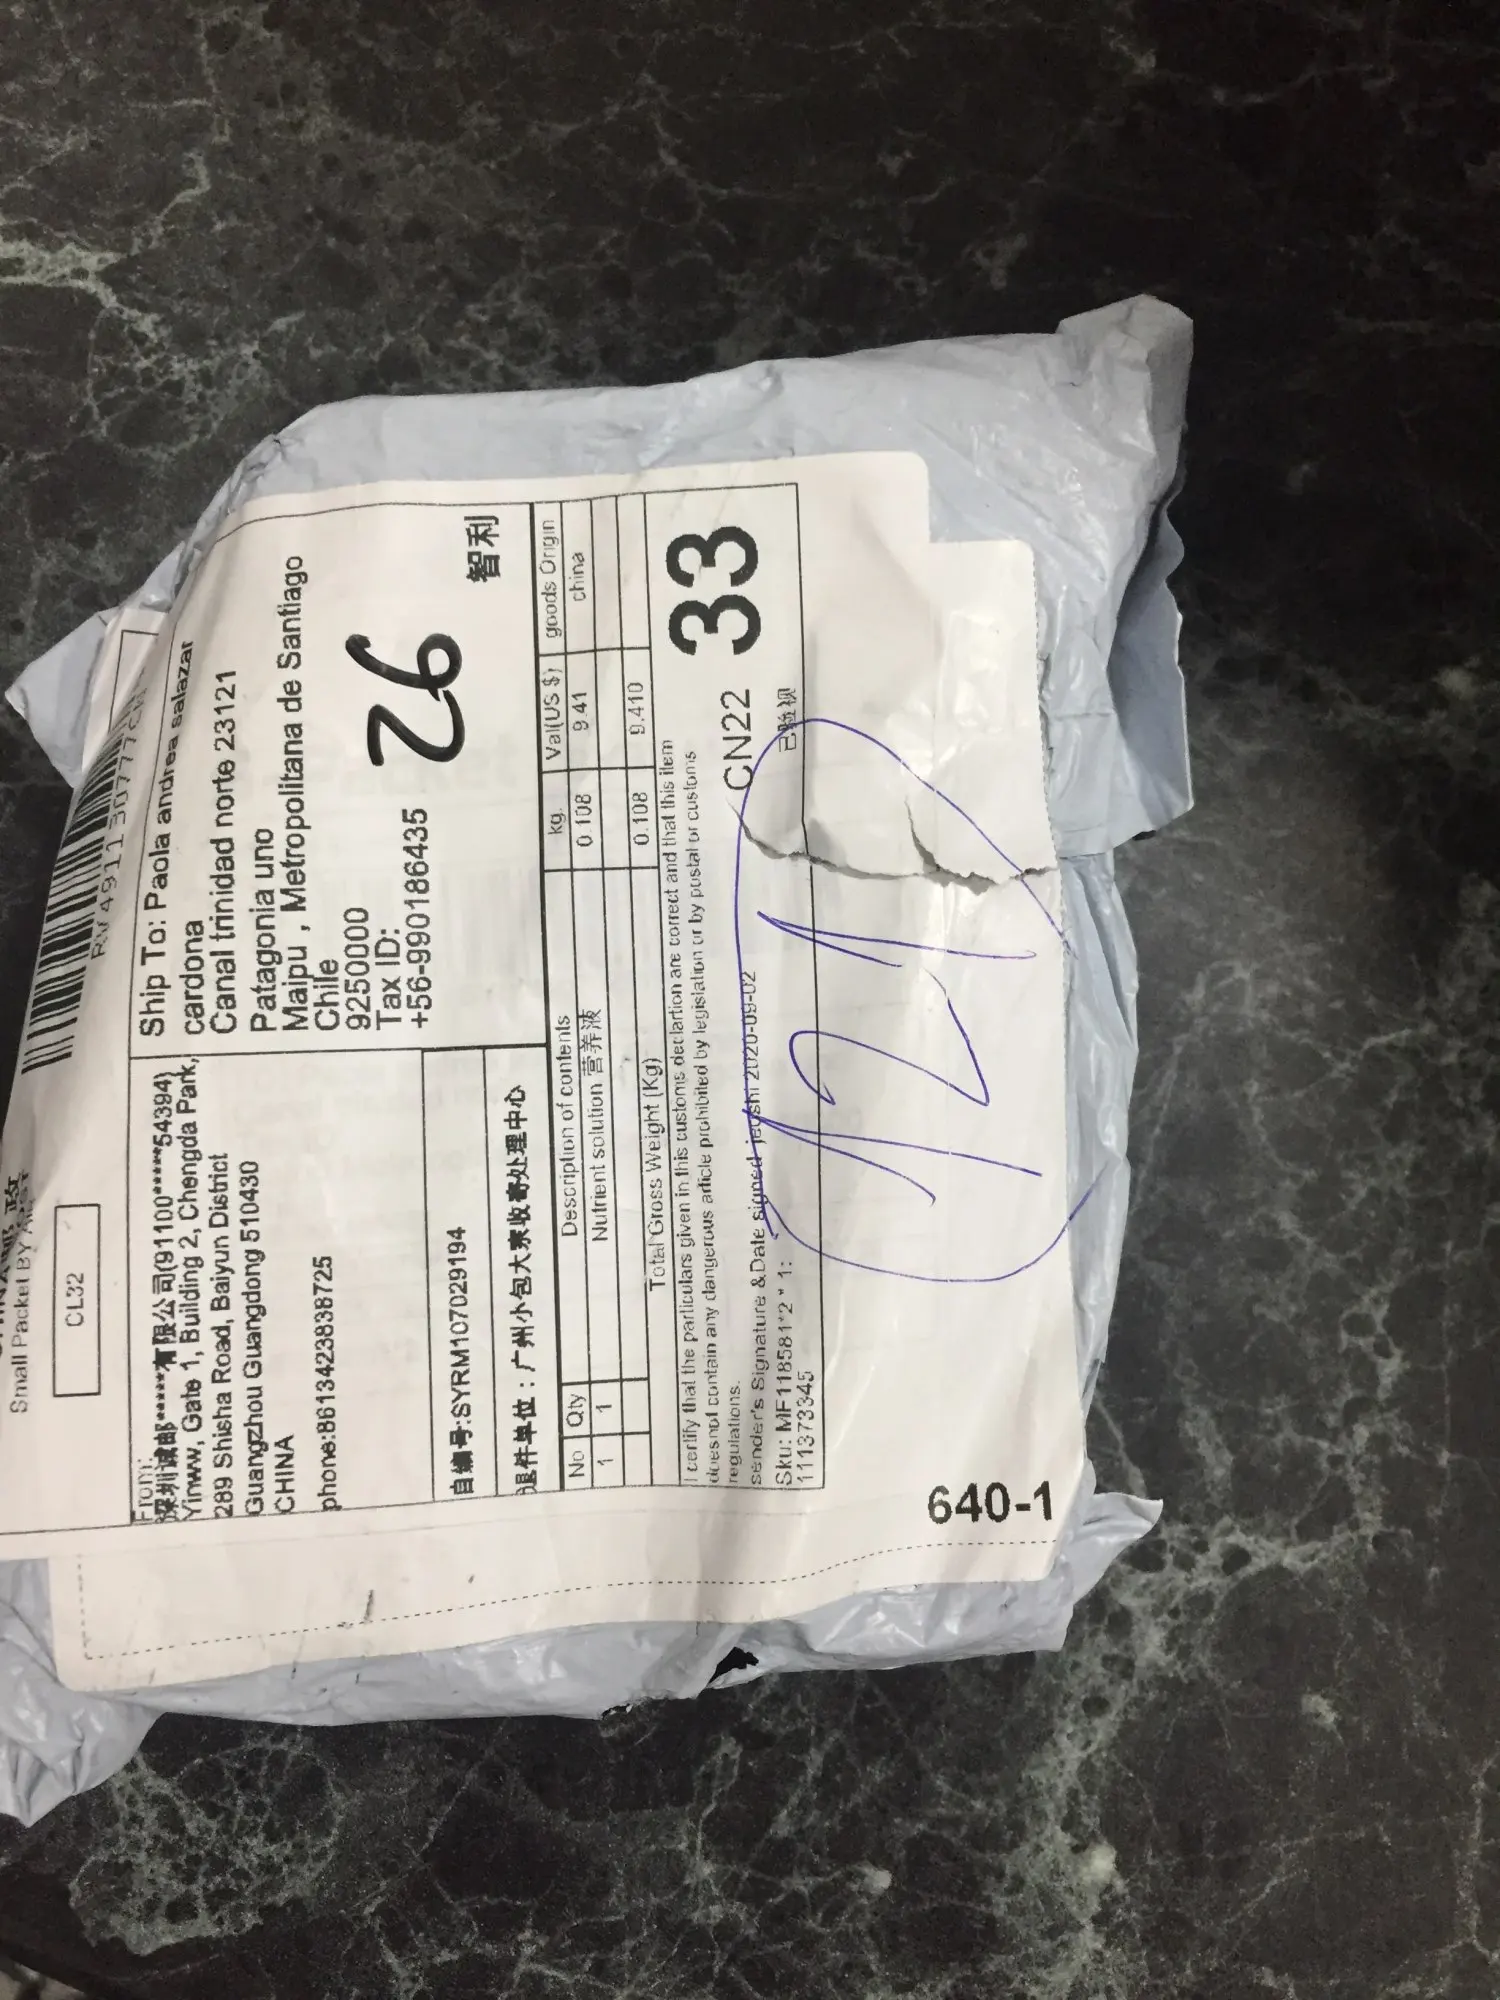 Small Packet BY
CL32
RV491130777C
From:
深圳诚邮*****有限公司(91100*****54394)
Yinww, Gate 1, Building 2, Chengda Park,
289 Shisha Road, Baiyun District
Guangzhou Guangdong 510430
CHINA
phone:8613423838725
Ship To: Paola andrea salazar
cardona
Canal trinidad norte 23121
Patagonia uno
Maipu , Metropolitana de Santiago
Chile
9250000
Tax ID:
+56-990186435
26
智利
自编号:SYRM107029194
退件单位：广州小包大宗收寄处理中心
No Qty Description of contents kg. Val(US $) goods Origin
1 1 Nutrient solution 营养液 0.108 9.41 china
Total Gross Weight (Kg) 0.108 9.410
I certify that the particulars given in this customs declartion are correct and that this item
doesnot contain any dangerous article prohibited by legislation or by postal or customs
regulations.
sender's Signature &Date signed jeushi 2020-09-02
CN22
33
Sku: MF118581*2 * 1:
已验视
111373345
121
640-1